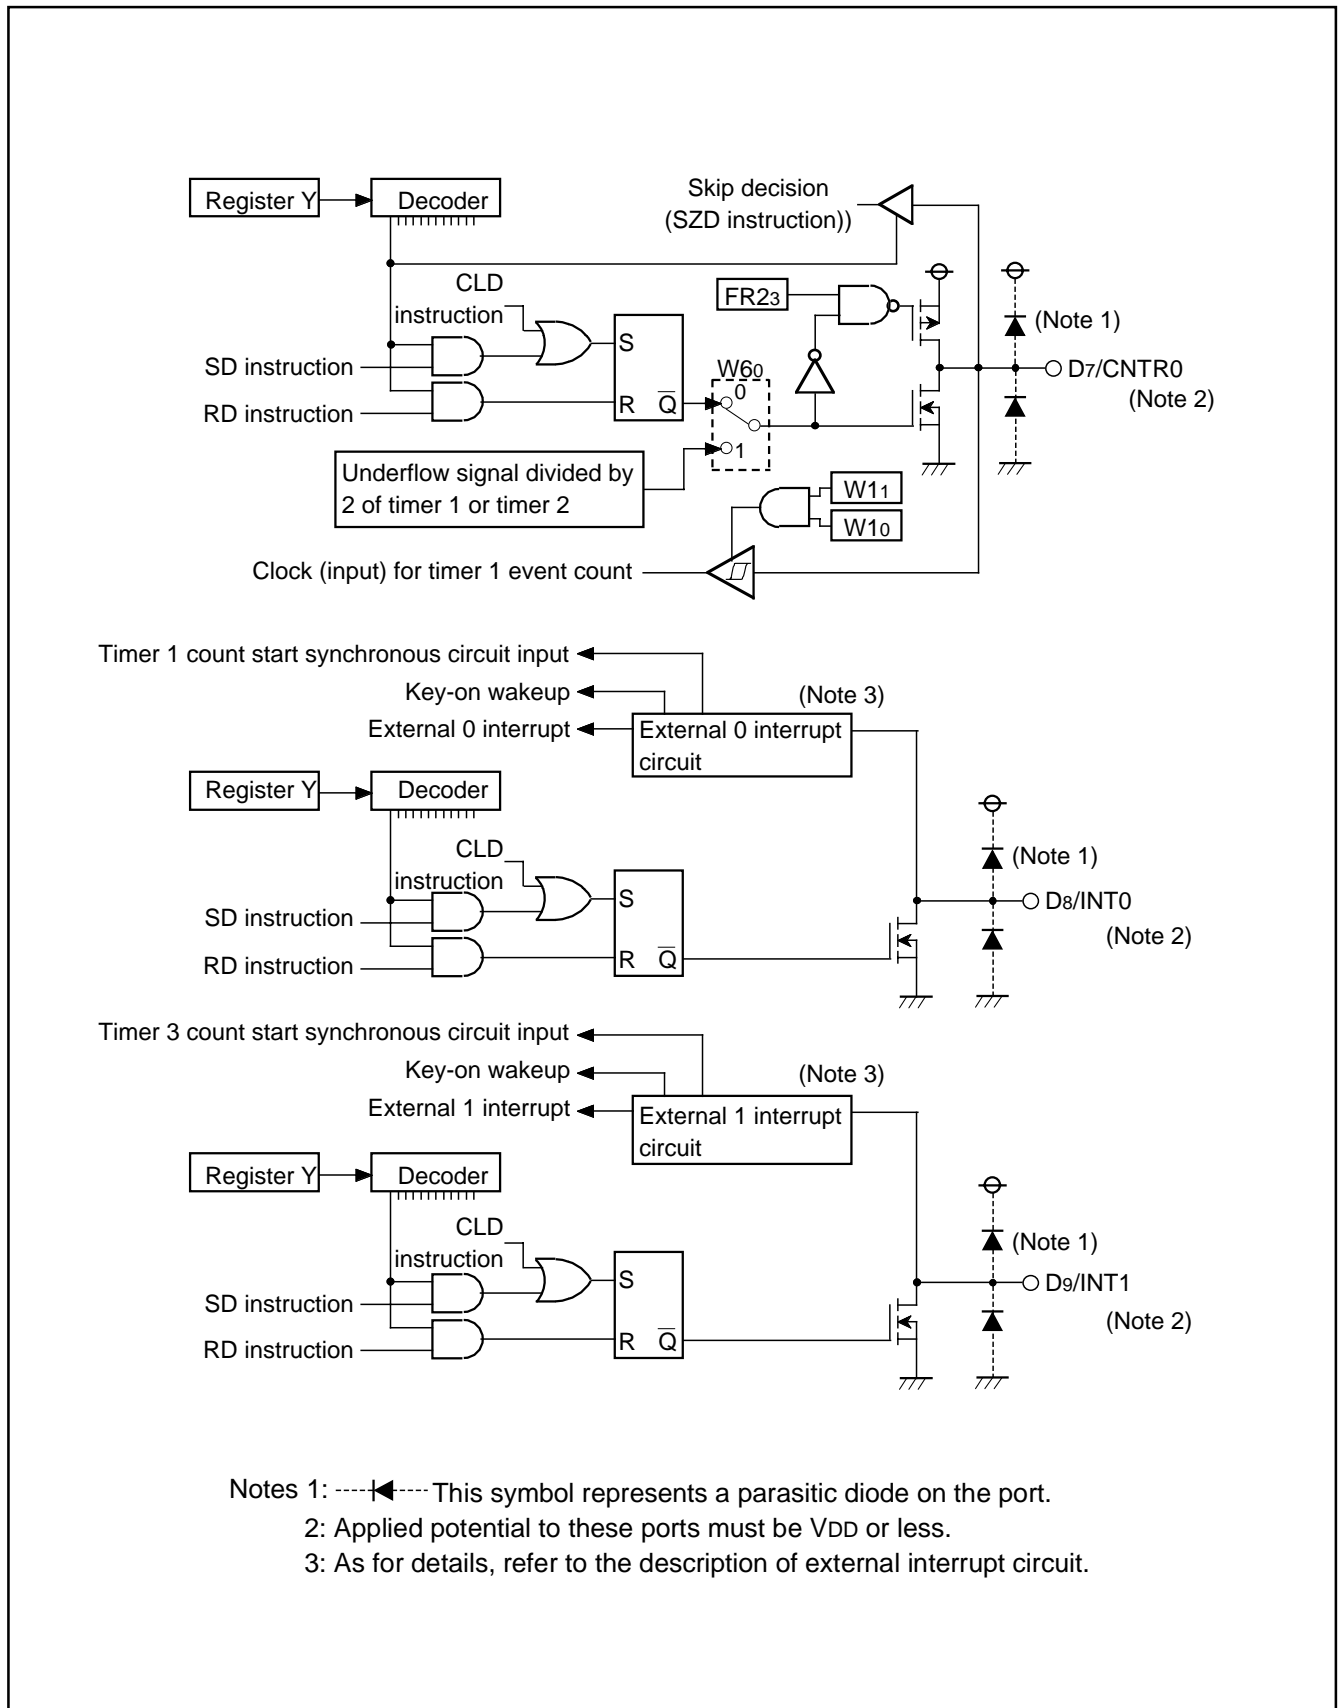 Register Y
Decoder
Skip decision
(SZD instruction))
CLD
instruction
SD instruction
RD instruction
S
R Q̅
FR23
W60
0
1
(Note 1)
D7/CNTR0
(Note 2)
Underflow signal divided by
2 of timer 1 or timer 2
W11
W10
Clock (input) for timer 1 event count
Timer 1 count start synchronous circuit input
Key-on wakeup
External 0 interrupt
(Note 3)
External 0 interrupt
circuit
Register Y
Decoder
CLD
instruction
SD instruction
RD instruction
S
R Q̅
(Note 1)
D8/INT0
(Note 2)
Timer 3 count start synchronous circuit input
Key-on wakeup
External 1 interrupt
(Note 3)
External 1 interrupt
circuit
Register Y
Decoder
CLD
instruction
SD instruction
RD instruction
S
R Q̅
(Note 1)
D9/INT1
(Note 2)
Notes 1: This symbol represents a parasitic diode on the port.
2: Applied potential to these ports must be VDD or less.
3: As for details, refer to the description of external interrupt circuit.